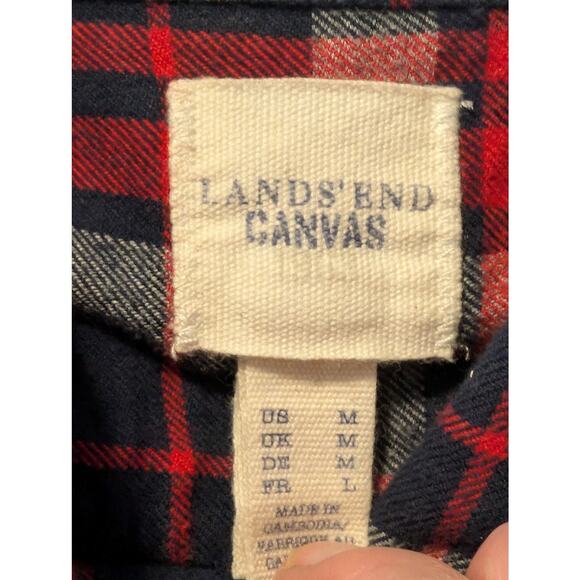 LANDS' END
CANVAS
US M
UK M
DE M
FR L
MADE IN
CAMBODIA/